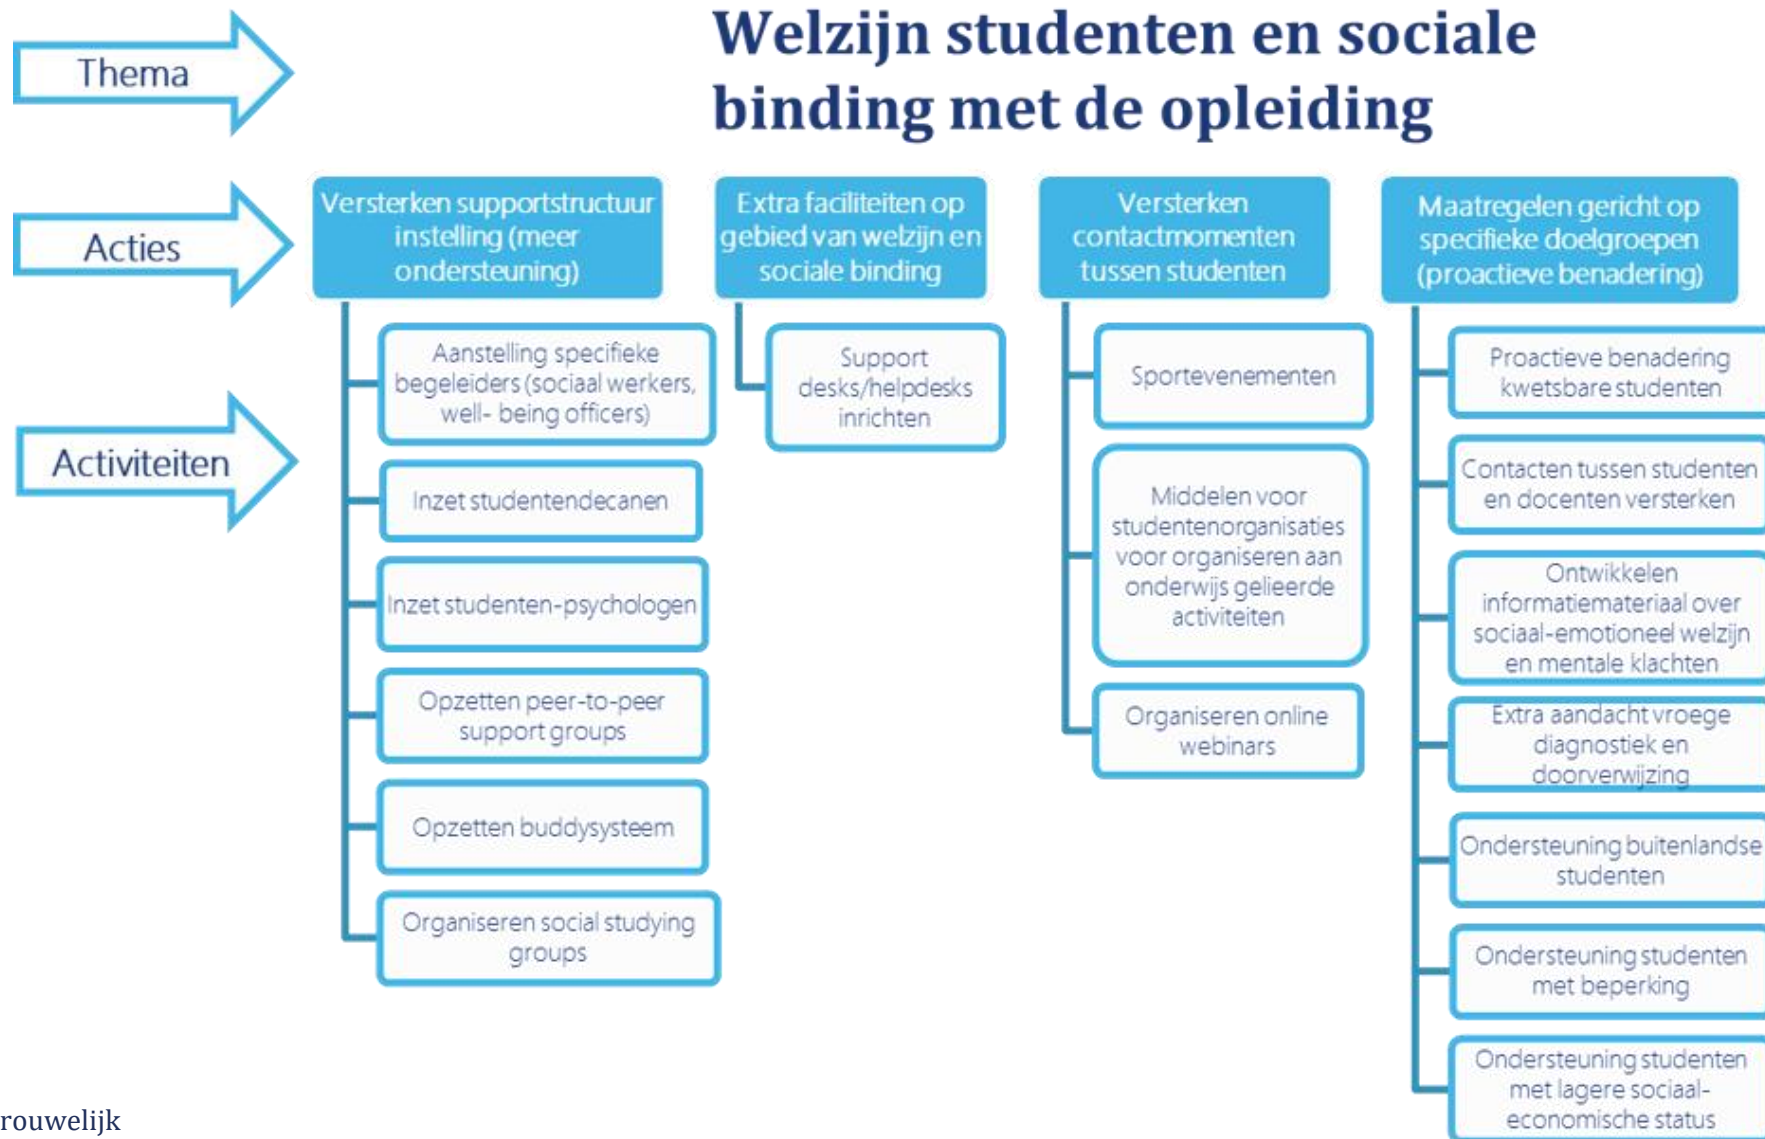 Thema
Welzijn studenten en sociale
binding met de opleiding
Acties
Versterken supportstructuur
instelling (meer
ondersteuning)
Extra faciliteiten op
gebied van welzijn en
sociale binding
Versterken
contactmomenten
tussen studenten
Maatregelen gericht op
specifieke doelgroepen
(proactieve benadering)
Activiteiten
Aanstelling specifieke
begeleiders (sociaal werkers,
well- being officers)
Inzet studentendecanen
Inzet studenten-psychologen
Opzetten peer-to-peer
support groups
Opzetten buddysysteem
Organiseren social studying
groups
Support
desks/helpdesks
inrichten
Sportevenementen
Middelen voor
studentenorganisaties
voor organiseren aan
onderwijs gelieerde
activiteiten
Organiseren online
webinars
Proactieve benadering
kwetsbare studenten
Contacten tussen studenten
en docenten versterken
Ontwikkelen
informatiemateriaal over
sociaal-emotioneel welzijn
en mentale klachten
Extra aandacht vroege
diagnostiek en
doorverwijzing
Ondersteuning buitenlandse
studenten
Ondersteuning studenten
met beperking
Ondersteuning studenten
met lagere sociaal-
economische status
rouwelijk